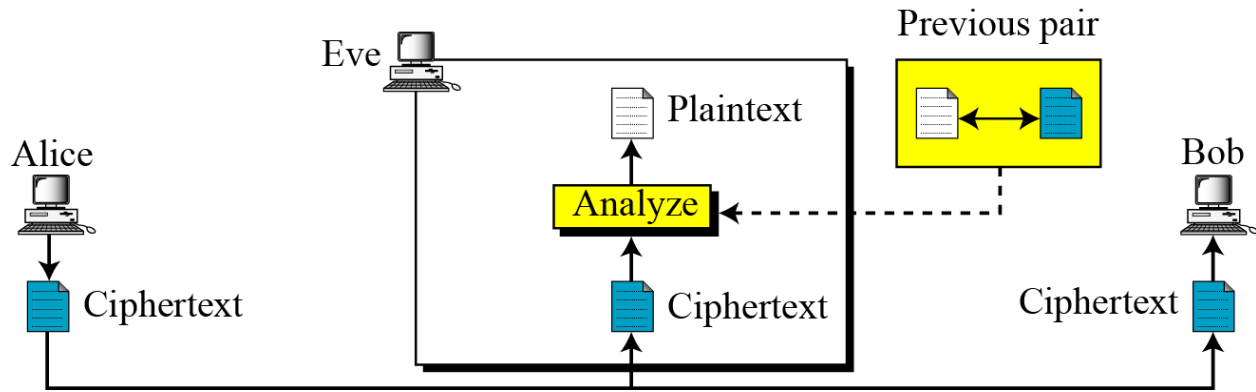 Previous pair
Eve
Plaintext
Alice
Bob
Analyze
Ciphertext
Ciphertext
Ciphertext